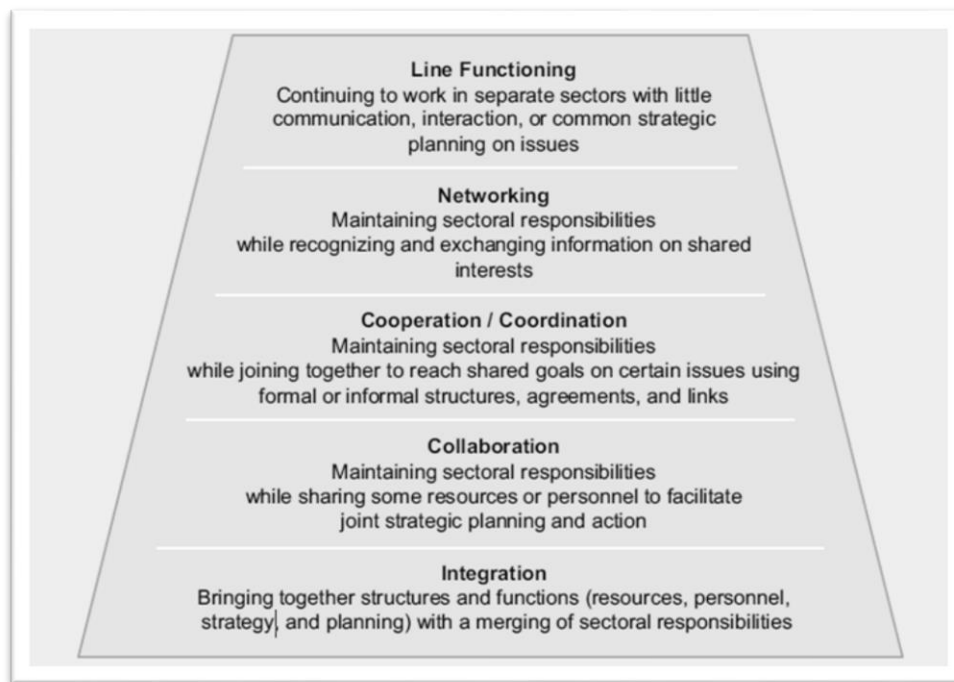 Line Functioning
Continuing to work in separate sectors with little
communication, interaction, or common strategic
planning on issues
Networking
Maintaining sectoral responsibilities
while recognizing and exchanging information on shared
interests
Cooperation / Coordination
Maintaining sectoral responsibilities
while joining together to reach shared goals on certain issues using
formal or informal structures, agreements, and links
Collaboration
Maintaining sectoral responsibilities
while sharing some resources or personnel to facilitate
joint strategic planning and action
Integration
Bringing together structures and functions (resources, personnel,
strategy, and planning) with a merging of sectoral responsibilities